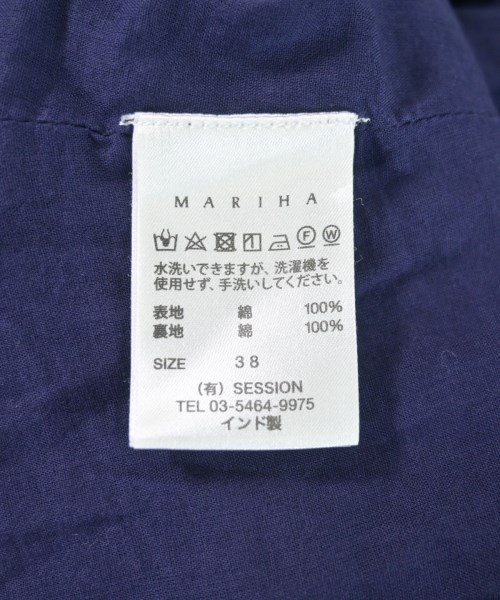 MARIHA
F W
水洗いできますが、洗濯機を
使用せず、手洗いしてください。
表地 綿 100%
裏地 綿 100%
SIZE 38
(有) SESSION
TEL 03-5464-9975
インド製